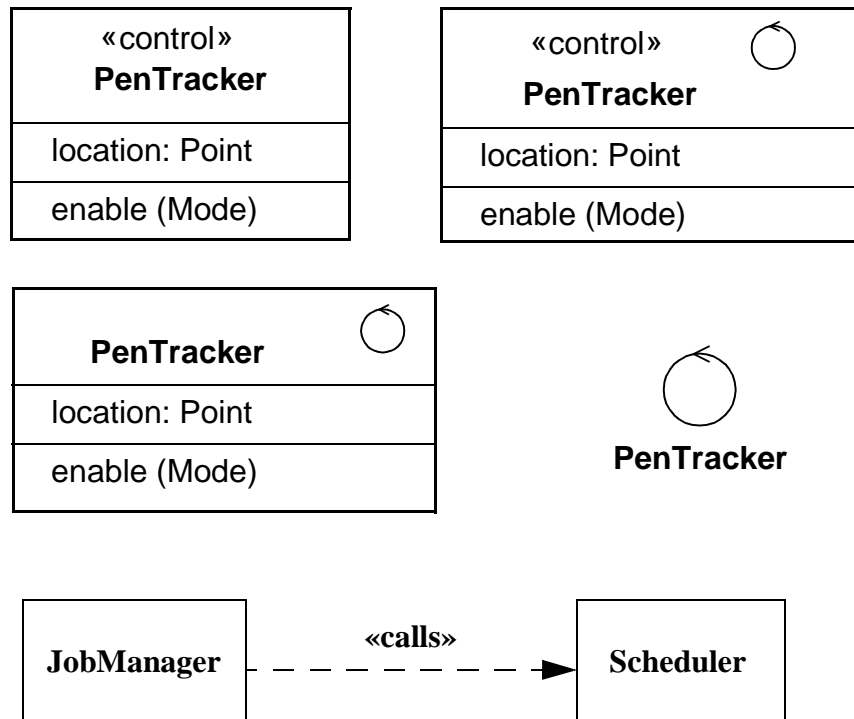 «control»
PenTracker
location: Point
enable (Mode)
«control»
PenTracker
location: Point
enable (Mode)
PenTracker
location: Point
enable (Mode)
PenTracker
«calls»
JobManager
Scheduler